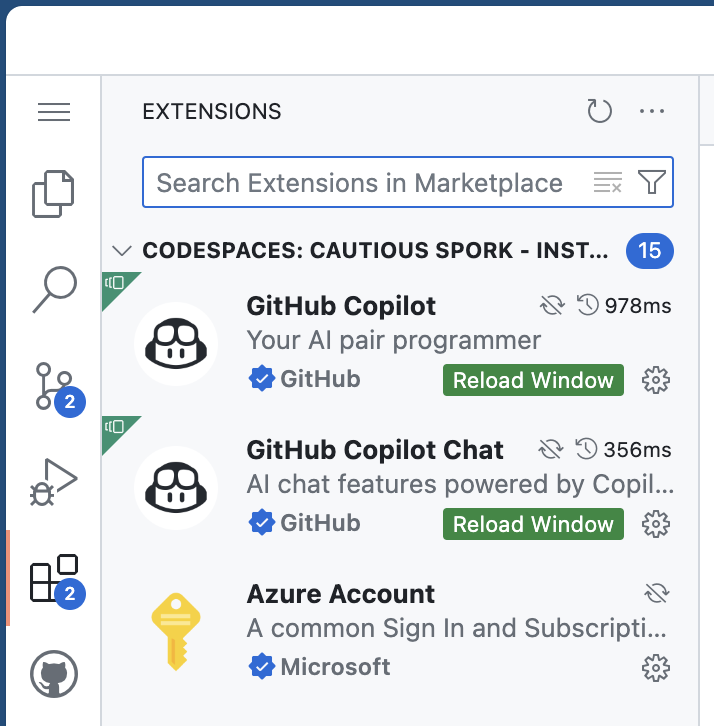 EXTENSIONS
Search Extensions in Marketplace
CODESPACES: CAUTIOUS SPORK - INST... 15
GitHub Copilot 978ms
Your AI pair programmer
GitHub Reload Window
2
GitHub Copilot Chat 356ms
AI chat features powered by Copil...
GitHub Reload Window
2
Azure Account
A common Sign In and Subscripti...
Microsoft